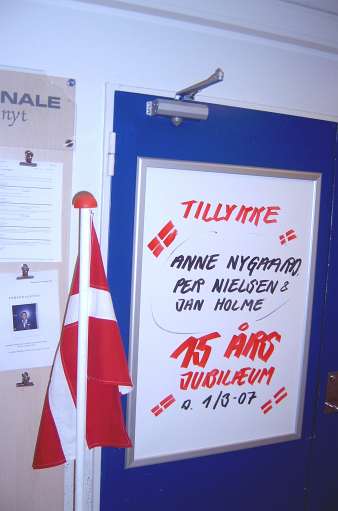 NALE
nyt
TILLYKKE
ANNE NYGAARD,
PER NIELSEN &
JAN HOLME
15 ÅRS
JUBILÆUM
D. 1/3-07